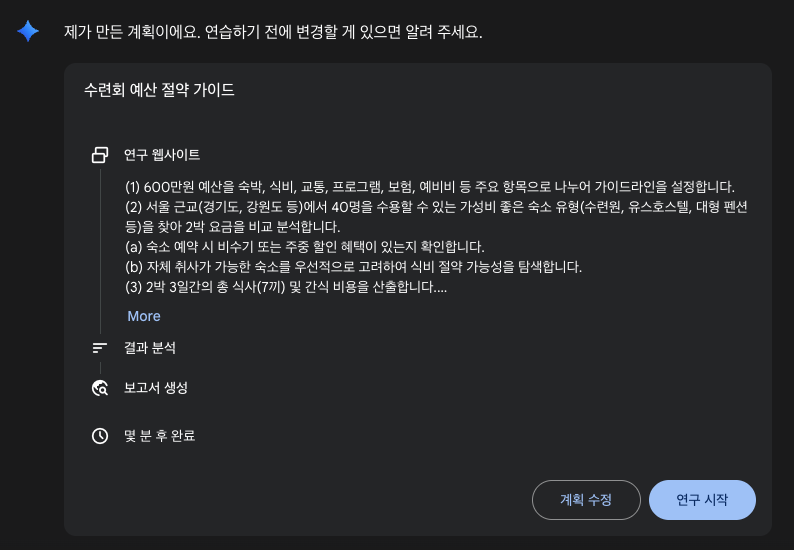 제가 만든 계획이에요. 연습하기 전에 변경할 게 있으면 알려 주세요.
수련회 예산 절약 가이드
연구 웹사이트
(1) 600만원 예산을 숙박, 식비, 교통, 프로그램, 보험, 예비비 등 주요 항목으로 나누어 가이드라인을 설정합니다.
(2) 서울 근교(경기도, 강원도 등)에서 40명을 수용할 수 있는 가성비 좋은 숙소 유형(수련원, 유스호스텔, 대형 펜션
등)을 찾아 2박 요금을 비교 분석합니다.
(a) 숙소 예약 시 비수기 또는 주중 할인 혜택이 있는지 확인합니다.
(b) 자체 취사가 가능한 숙소를 우선적으로 고려하여 식비 절약 가능성을 탐색합니다.
(3) 2박 3일간의 총 식사(7끼) 및 간식 비용을 산출합니다....
More
결과 분석
보고서 생성
몇 분 후 완료
계획 수정
연구 시작